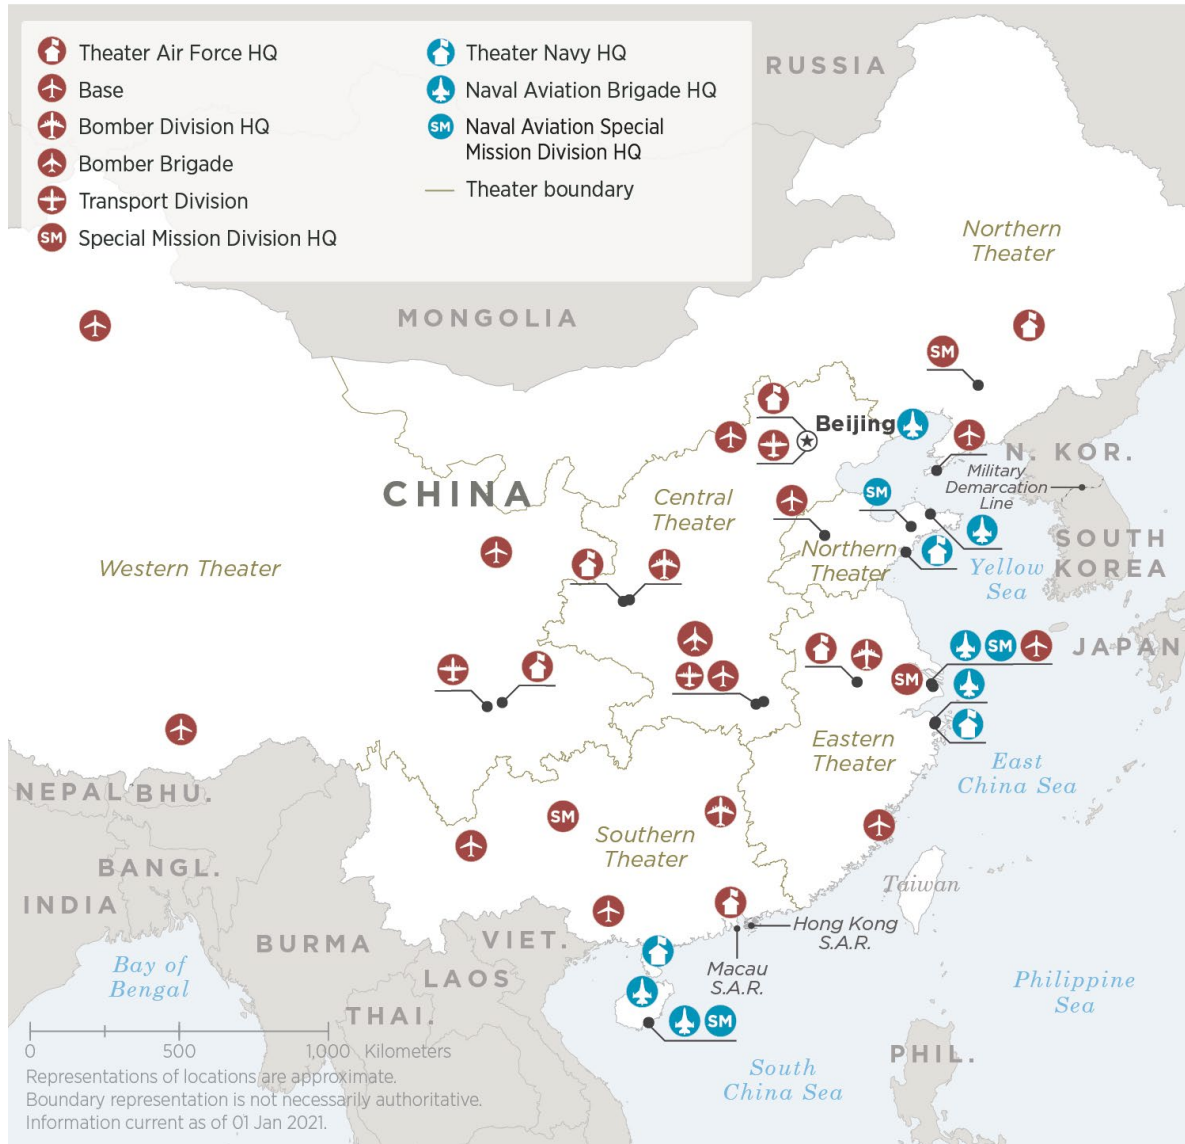 Theater Air Force HQ
Base
Bomber Division HQ
Bomber Brigade
Transport Division
SM
Special Mission Division HQ
Theater Navy HQ
Naval Aviation Brigade HQ
SM
Naval Aviation Special
Mission Division HQ
Theater boundary
RUSSIA
Northern
Theater
MONGOLIA
SM
Beijing
N. KOR.
Military
Demarcation
Line
CHINA
Central
Theater
SM
Northern
Theater
SOUTH
KOREA
Yellow
Sea
Western Theater
JAPAN
SM
SM
Eastern
Theater
East
China Sea
NEPAL
BHU.
SM
Southern
Theater
BANGL.
INDIA
Taiwan
Hong Kong
S.A.R.
BURMA
VIET.
LAOS
Macau
S.A.R.
Bay of
Bengal
Philippine
Sea
THAI.
SM
PHIL.
South
China Sea
0 500 1,000 Kilometers
Representations of locations are approximate.
Boundary representation is not necessarily authoritative.
Information current as of 01 Jan 2021.